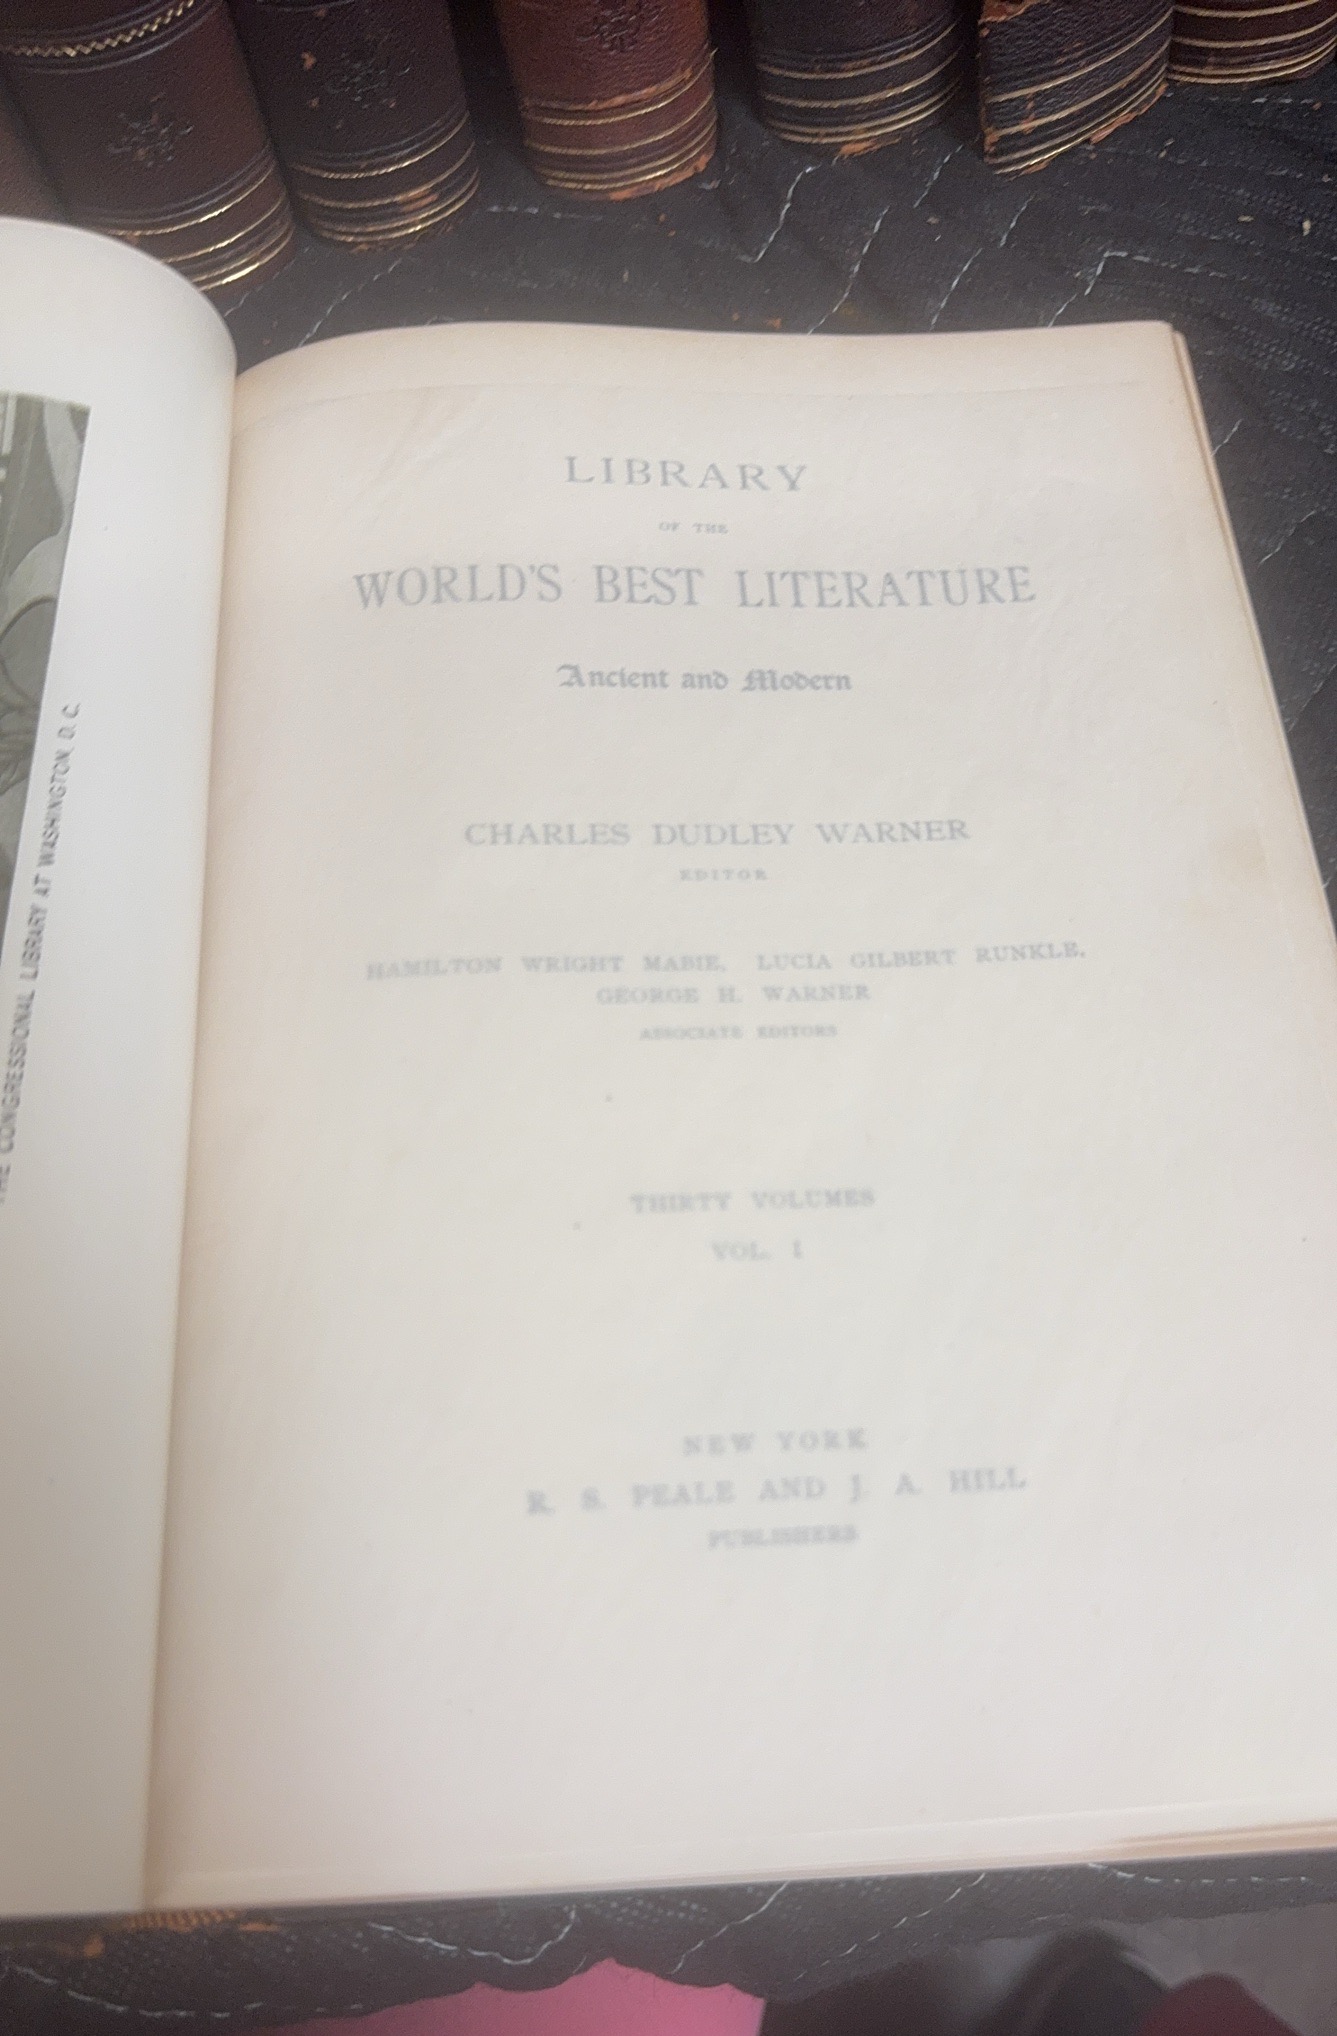 THE CONGRESSIONAL LIBRARY AT WASHINGTON, D. C.
LIBRARY
OF THE
WORLD'S BEST LITERATURE
Ancient and Modern
CHARLES DUDLEY WARNER
EDITOR
HAMILTON WRIGHT MABIE, LUCIA GILBERT RUNKLE,
GEORGE H. WARNER
ASSOCIATE EDITORS
THIRTY VOLUMES
VOL. I
NEW YORK
R. S. PEALE AND J. A. HILL
PUBLISHERS